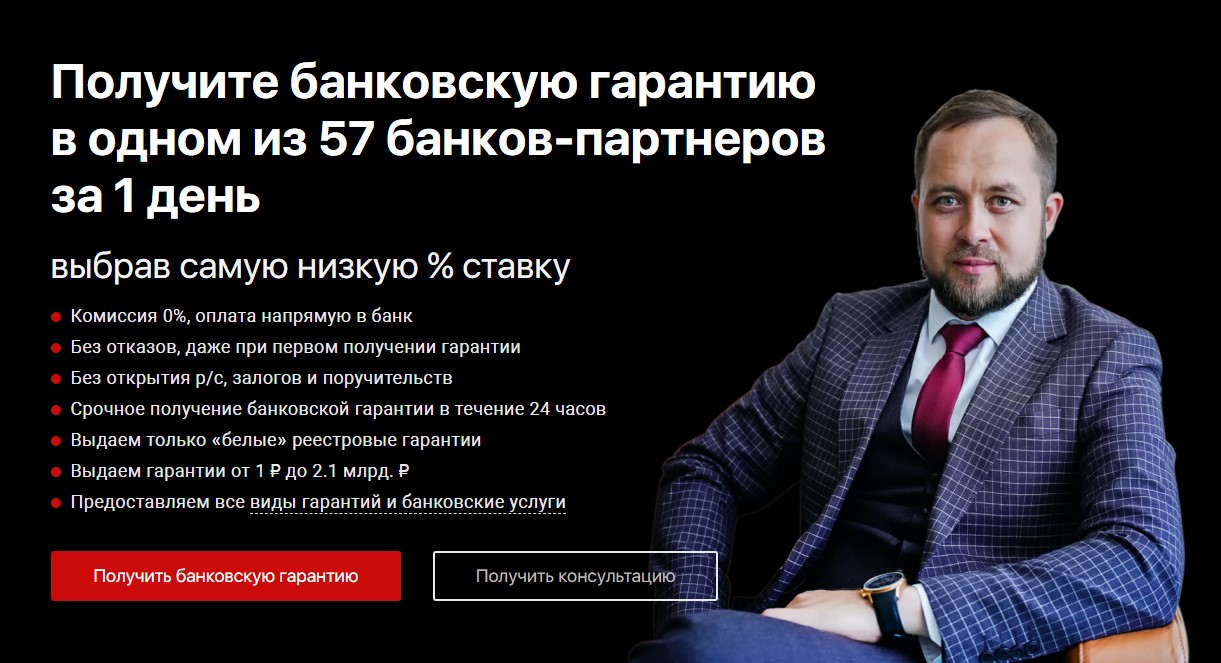 Получите банковскую гарантию
в одном из 57 банков-партнеров
за 1 день
выбрав самую низкую % ставку
Комиссия 0%, оплата напрямую в банк
Без отказов, даже при первом получении гарантии
Без открытия р/с, залогов и поручительств
Срочное получение банковской гарантии в течение 24 часов
Выдаем только «белые» реестровые гарантии
Выдаем гарантии от 1 ₽ до 2.1 млрд. ₽
Предоставляем все виды гарантий и банковские услуги
Получить банковскую гарантию
Получить консультацию